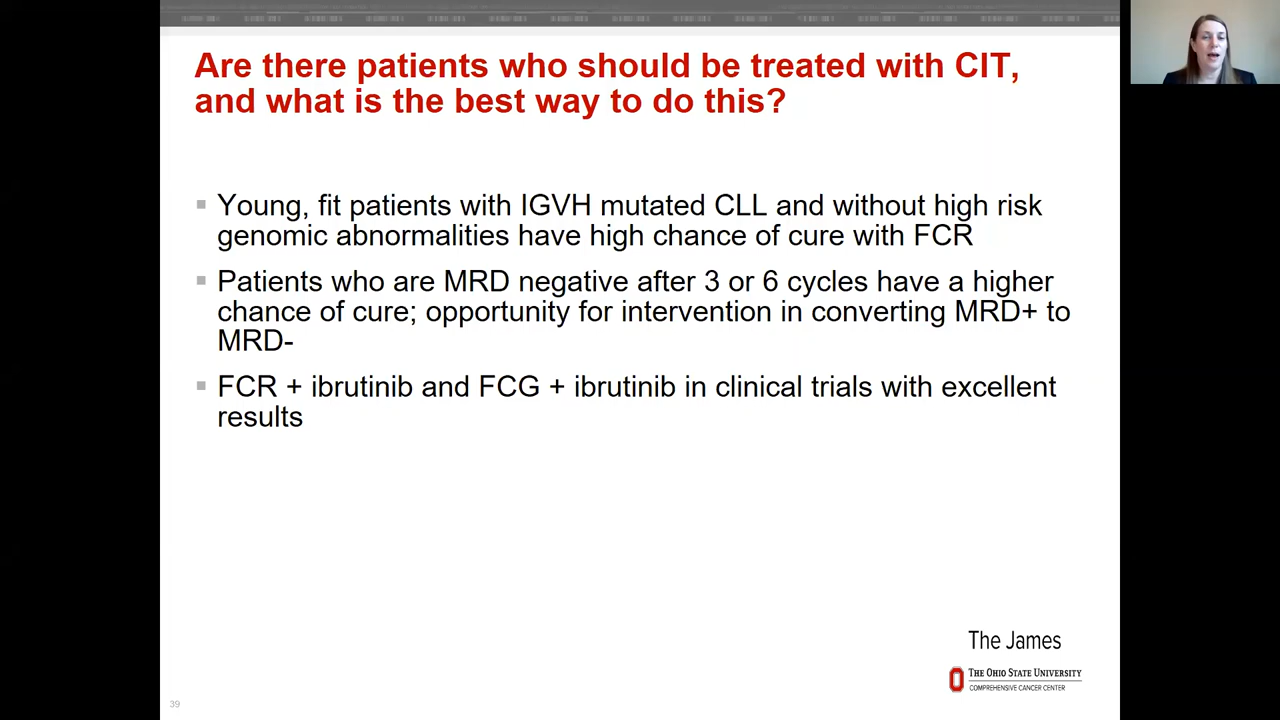 Are there patients who should be treated with CIT,
and what is the best way to do this?
Young, fit patients with IGVH mutated CLL and without high risk
genomic abnormalities have high chance of cure with FCR
Patients who are MRD negative after 3 or 6 cycles have a higher
chance of cure; opportunity for intervention in converting MRD+ to
MRD-
FCR + ibrutinib and FCG + ibrutinib in clinical trials with excellent
results
The James
THE OHIO STATE UNIVERSITY
COMPREHENSIVE CANCER CENTER
39